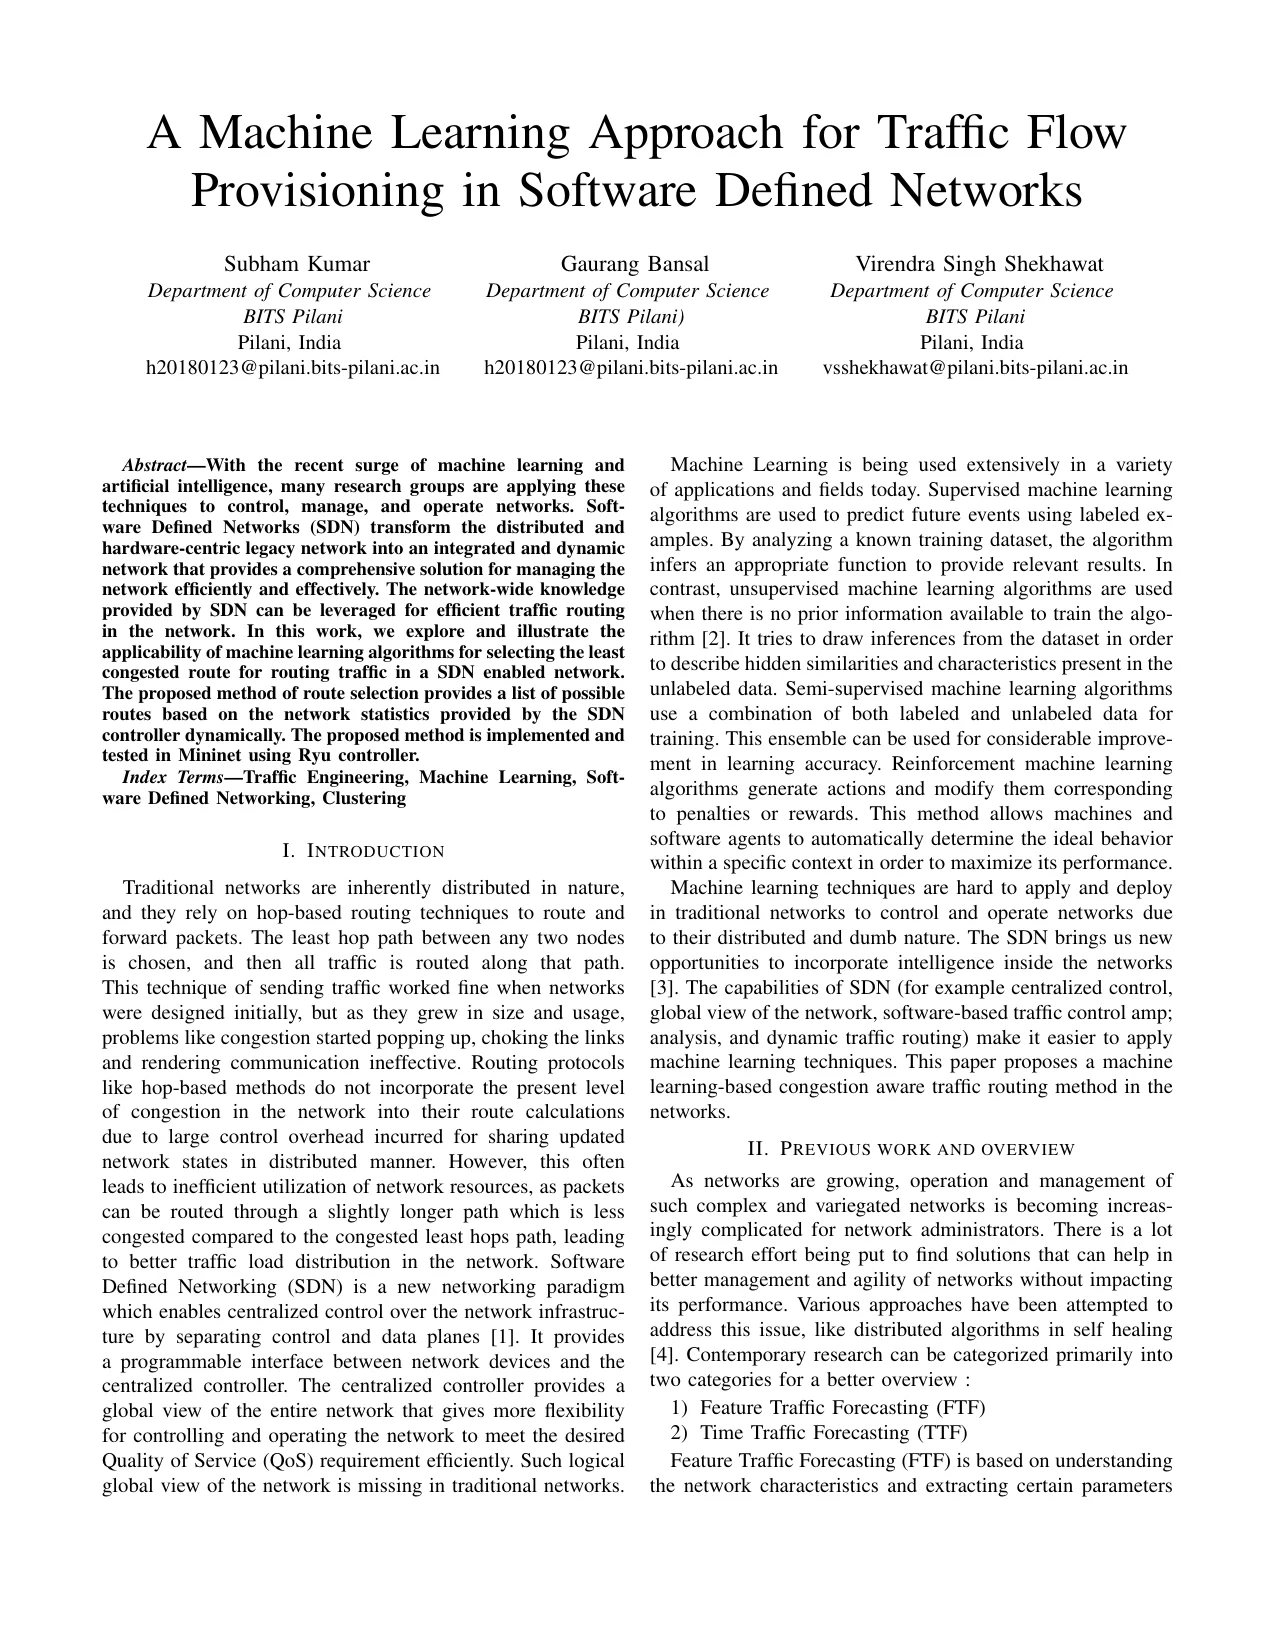 A Machine Learning Approach for Traffic Flow
Provisioning in Software Defined Networks
Subham Kumar
Department of Computer Science
BITS Pilani
Pilani, India
h20180123@pilani.bits-pilani.ac.in
Gaurang Bansal
Department of Computer Science
BITS Pilani)
Pilani, India
h20180123@pilani.bits-pilani.ac.in
Virendra Singh Shekhawat
Department of Computer Science
BITS Pilani
Pilani, India
vsshekhawat@pilani.bits-pilani.ac.in
Abstract—With the recent surge of machine learning and
artificial intelligence, many research groups are applying these
techniques to control, manage, and operate networks. Soft-
ware Defined Networks (SDN) transform the distributed and
hardware-centric legacy network into an integrated and dynamic
network that provides a comprehensive solution for managing the
network efficiently and effectively. The network-wide knowledge
provided by SDN can be leveraged for efficient traffic routing
in the network. In this work, we explore and illustrate the
applicability of machine learning algorithms for selecting the least
congested route for routing traffic in a SDN enabled network.
The proposed method of route selection provides a list of possible
routes based on the network statistics provided by the SDN
controller dynamically. The proposed method is implemented and
tested in Mininet using Ryu controller.
Index Terms—Traffic Engineering, Machine Learning, Soft-
ware Defined Networking, Clustering
I. INTRODUCTION
Traditional networks are inherently distributed in nature,
and they rely on hop-based routing techniques to route and
forward packets. The least hop path between any two nodes
is chosen, and then all traffic is routed along that path.
This technique of sending traffic worked fine when networks
were designed initially, but as they grew in size and usage,
problems like congestion started popping up, choking the links
and rendering communication ineffective. Routing protocols
like hop-based methods do not incorporate the present level
of congestion in the network into their route calculations
due to large control overhead incurred for sharing updated
network states in distributed manner. However, this often
leads to inefficient utilization of network resources, as packets
can be routed through a slightly longer path which is less
congested compared to the congested least hops path, leading
to better traffic load distribution in the network. Software
Defined Networking (SDN) is a new networking paradigm
which enables centralized control over the network infrastruc-
ture by separating control and data planes [1]. It provides
a programmable interface between network devices and the
centralized controller. The centralized controller provides a
global view of the entire network that gives more flexibility
for controlling and operating the network to meet the desired
Quality of Service (QoS) requirement efficiently. Such logical
global view of the network is missing in traditional networks.
Machine Learning is being used extensively in a variety
of applications and fields today. Supervised machine learning
algorithms are used to predict future events using labeled ex-
amples. By analyzing a known training dataset, the algorithm
infers an appropriate function to provide relevant results. In
contrast, unsupervised machine learning algorithms are used
when there is no prior information available to train the algo-
rithm [2]. It tries to draw inferences from the dataset in order
to describe hidden similarities and characteristics present in the
unlabeled data. Semi-supervised machine learning algorithms
use a combination of both labeled and unlabeled data for
training. This ensemble can be used for considerable improve-
ment in learning accuracy. Reinforcement machine learning
algorithms generate actions and modify them corresponding
to penalties or rewards. This method allows machines and
software agents to automatically determine the ideal behavior
within a specific context in order to maximize its performance.
Machine learning techniques are hard to apply and deploy
in traditional networks to control and operate networks due
to their distributed and dumb nature. The SDN brings us new
opportunities to incorporate intelligence inside the networks
[3]. The capabilities of SDN (for example centralized control,
global view of the network, software-based traffic control amp;
analysis, and dynamic traffic routing) make it easier to apply
machine learning techniques. This paper proposes a machine
learning-based congestion aware traffic routing method in the
networks.
II. PREVIOUS WORK AND OVERVIEW
As networks are growing, operation and management of
such complex and variegated networks is becoming increas-
ingly complicated for network administrators. There is a lot
of research effort being put to find solutions that can help in
better management and agility of networks without impacting
its performance. Various approaches have been attempted to
address this issue, like distributed algorithms in self healing
[4]. Contemporary research can be categorized primarily into
two categories for a better overview :
1) Feature Traffic Forecasting (FTF)
2) Time Traffic Forecasting (TTF)
Feature Traffic Forecasting (FTF) is based on understanding
the network characteristics and extracting certain parameters